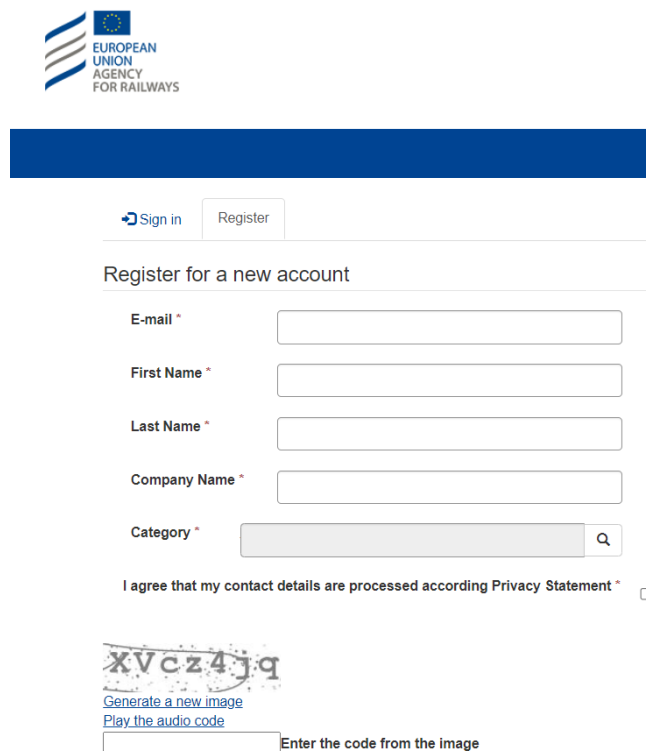 EUROPEAN
UNION
AGENCY
FOR RAILWAYS
Sign in
Register
Register for a new account
E-mail *
First Name *
Last Name *
Company Name *
Category *
I agree that my contact details are processed according Privacy Statement *
XVcz4jq
Generate a new image
Play the audio code
Enter the code from the image